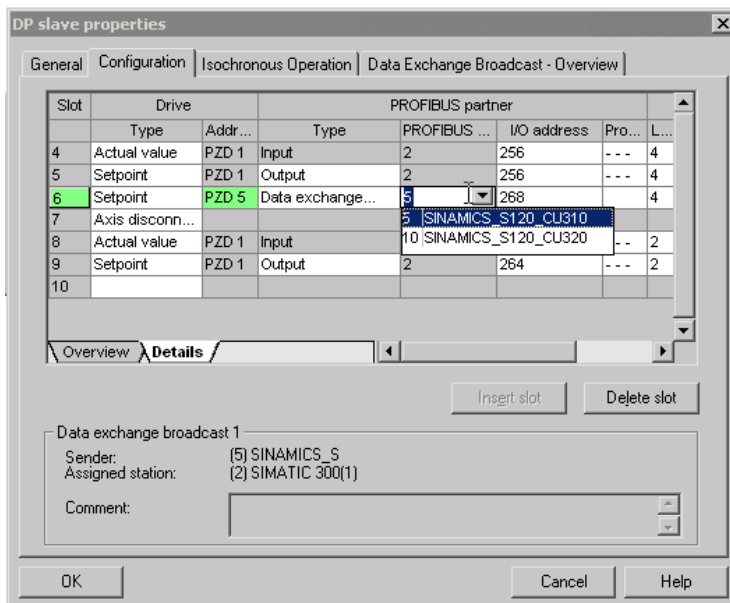 DP slave properties
General Configuration Isochronous Operation Data Exchange Broadcast - Overview
Slot Drive PROFIBUS partner
Type Addr... Type PROFIBUS ... I/O address Pro... L...
4 Actual value PZD 1 Input 2 256 - - - 4
5 Setpoint PZD 1 Output 2 256 - - - 4
6 Setpoint PZD 5 Data exchange... 5 268 4
7 Axis disconn...
5 SINAMICS_S120_CU310
8 Actual value PZD 1 Input - - 2
10 SINAMICS_S120_CU320
9 Setpoint PZD 1 Output 2 264 - - - 2
10
Overview Details
Insert slot Delete slot
Data exchange broadcast 1
Sender: (5) SINAMICS_S
Assigned station: (2) SIMATIC 300(1)
Comment:
OK Cancel Help